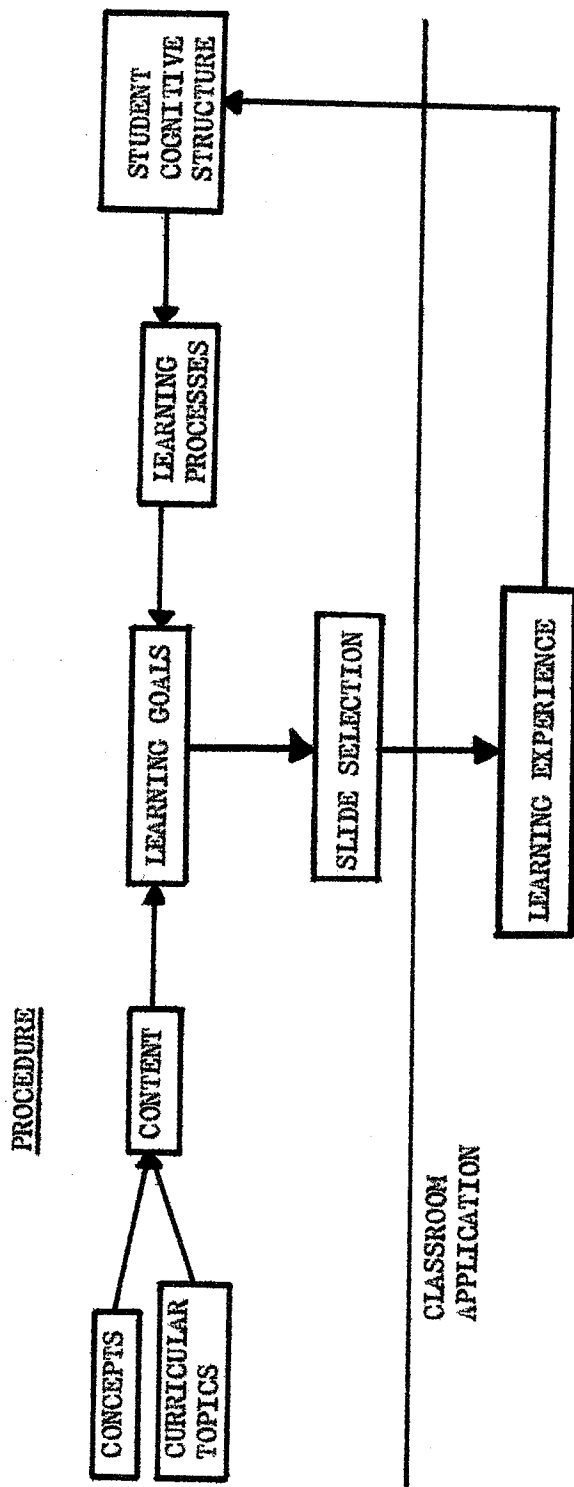 PROCEDURE
CONCEPTS
CURRICULAR
TOPICS
CONTENT
LEARNING GOALS
LEARNING
PROCESSES
STUDENT
COGNITIVE
STRUCTURE
SLIDE SELECTION
CLASSROOM
APPLICATION
LEARNING EXPERIENCE